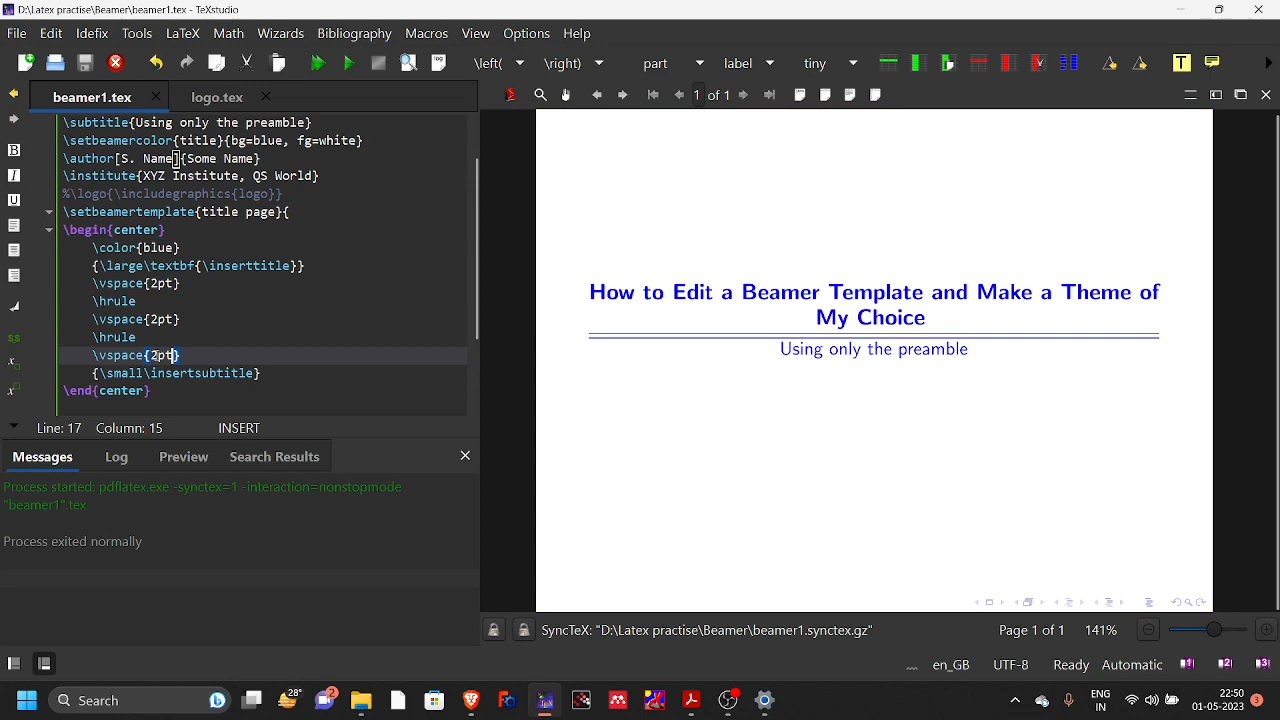 D:\Latex practise\Beamer\beamer1.tex - TeXstudio
File Edit Idefix Tools LaTeX Math Wizards Bibliography Macros View Options Help
\left( \right) part label tiny
beamer1.tex logo.tex
1 of 1
\subtitle{Using only the preamble}
\setbeamercolor{title}{bg=blue, fg=white}
\author[S. Name]{Some Name}
\institute{XYZ Institute, QS World}
%\logo{\includegraphics{logo}}
\setbeamertemplate{title page}{
\begin{center}
\color{blue}
{\large\textbf{\inserttitle}}
\vspace{2pt}
\hrule
\vspace{2pt}
\hrule
\vspace{2pt}
{\small\insertsubtitle}
\end{center}
Line: 17 Column: 15 INSERT
Messages Log Preview Search Results
Process started: pdflatex.exe -synctex=1 -interaction=nonstopmode
"beamer1".tex
Process exited normally
How to Edit a Beamer Template and Make a Theme of
My Choice
Using only the preamble
SyncTeX: "D:\Latex practise\Beamer\beamer1.synctex.gz" Page 1 of 1 141%
en_GB UTF-8 Ready Automatic
Search 28° 2 ENG
IN 22:50
01-05-2023 3